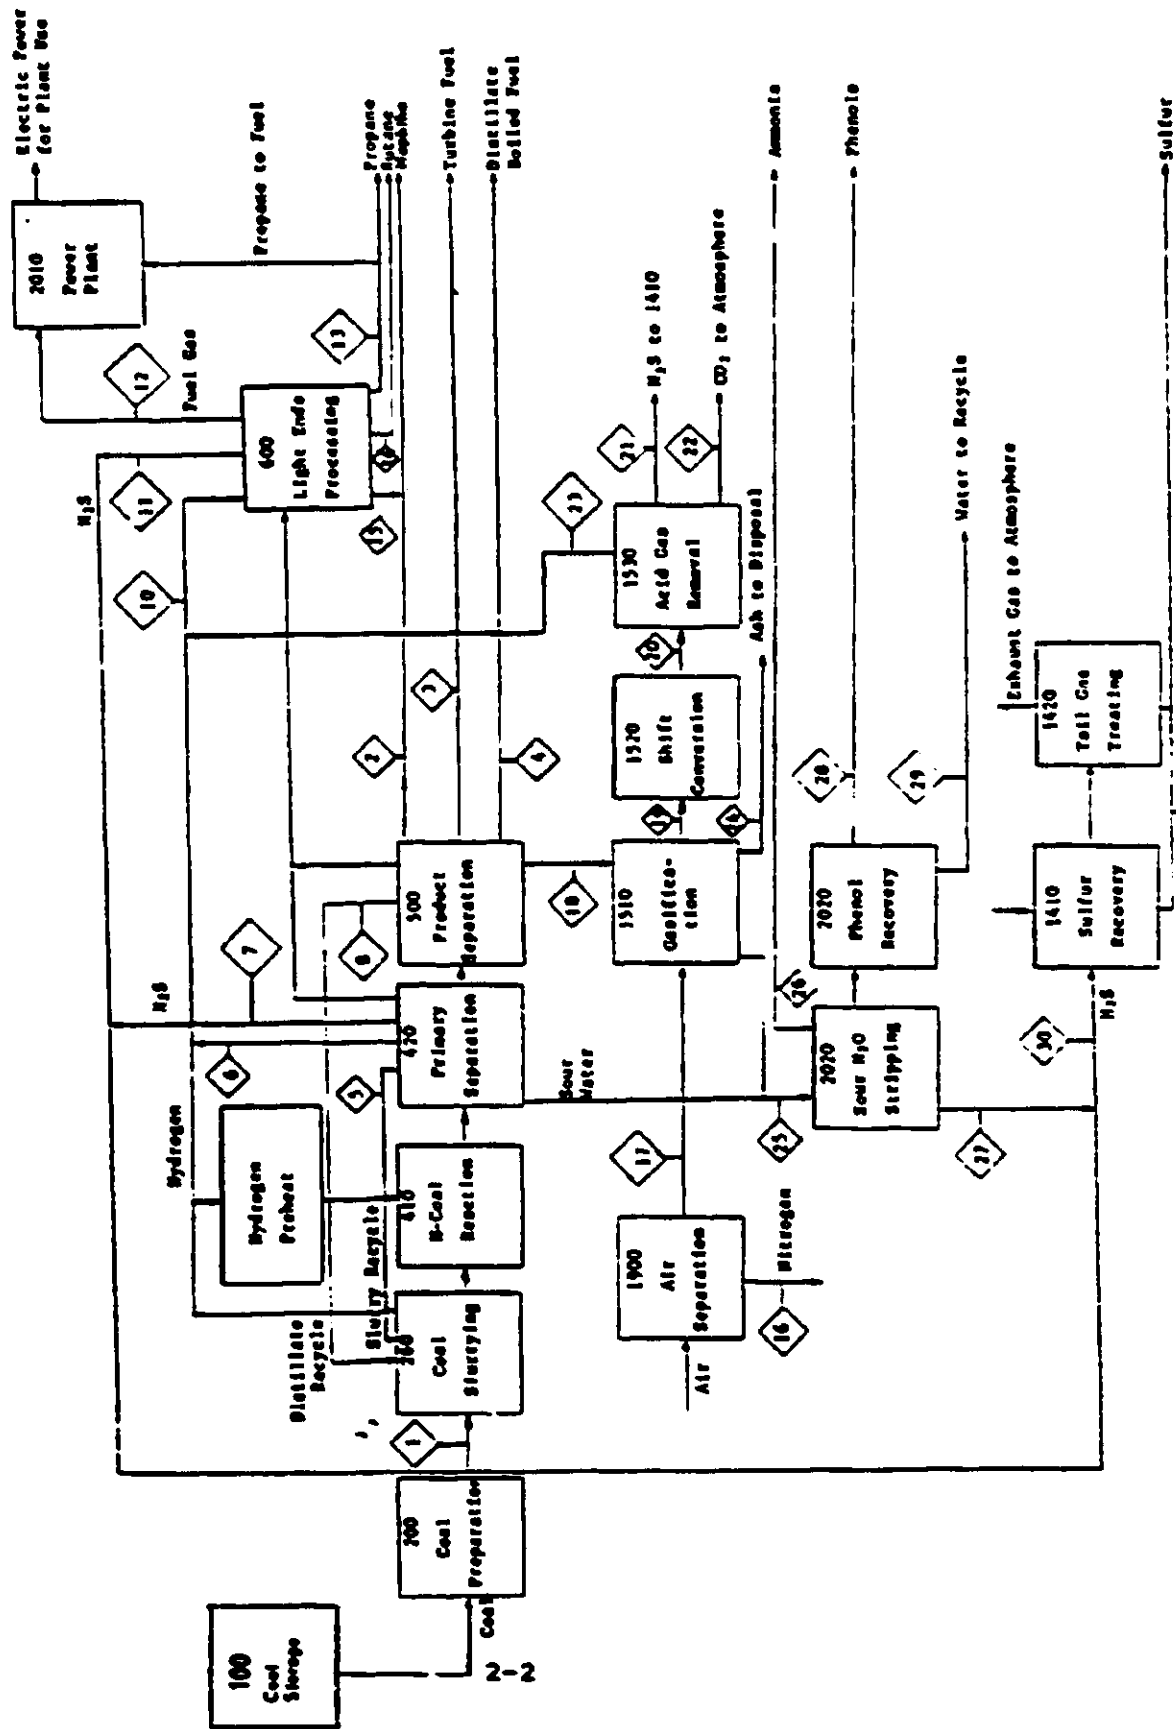 100
Coal
Storage
Coal
200
Coal
Preparation
1
Coal
Slurrying
Distillate
Recycle
Slurry Recycle
Hydrogen
Hydrogen
Preheat
410
H-Coal
Reaction
5
6
420
Primary
Separation
H₂S
7
8
500
Product
Separation
2
3
4
10
H₂S
11
600
Light Ends
Processing
15
12
Fuel Gas
13
2010
Power
Plant
Electric Power
for Plant Use
Propane to Fuel
Propane
Butane
Naphtha
Turbine Fuel
Distillate
Boiled Fuel
Air
1900
Air
Separation
16
Nitrogen
17
18
1510
Gasifica-
tion
19
1520
Shift
Conversion
20
1530
Acid Gas
Removal
23
21
H₂S to 1410
22
CO₂ to Atmosphere
Ash to Disposal
Sour
Water
25
26
Ammonia
2020
Sour H₂O
Stripping
27
2020
Phenol
Recovery
28
Phenols
29
Water to Recycle
30
H₂S
1410
Sulfur
Recovery
1420
Tail Gas
Treating
Exhaust Gas to Atmosphere
Sulfur
2-2